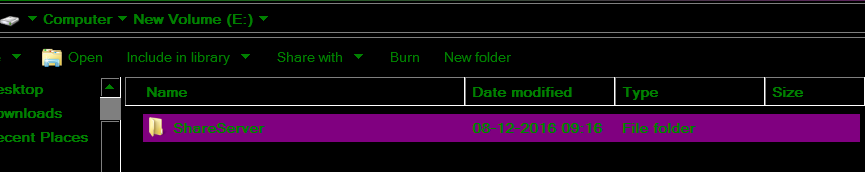 Computer New Volume (E:)
Open Include in library Share with Burn New folder
esktop
ownloads
ecent Places
Name Date modified Type Size
ShareServer 08-12-2016 09:16 File folder